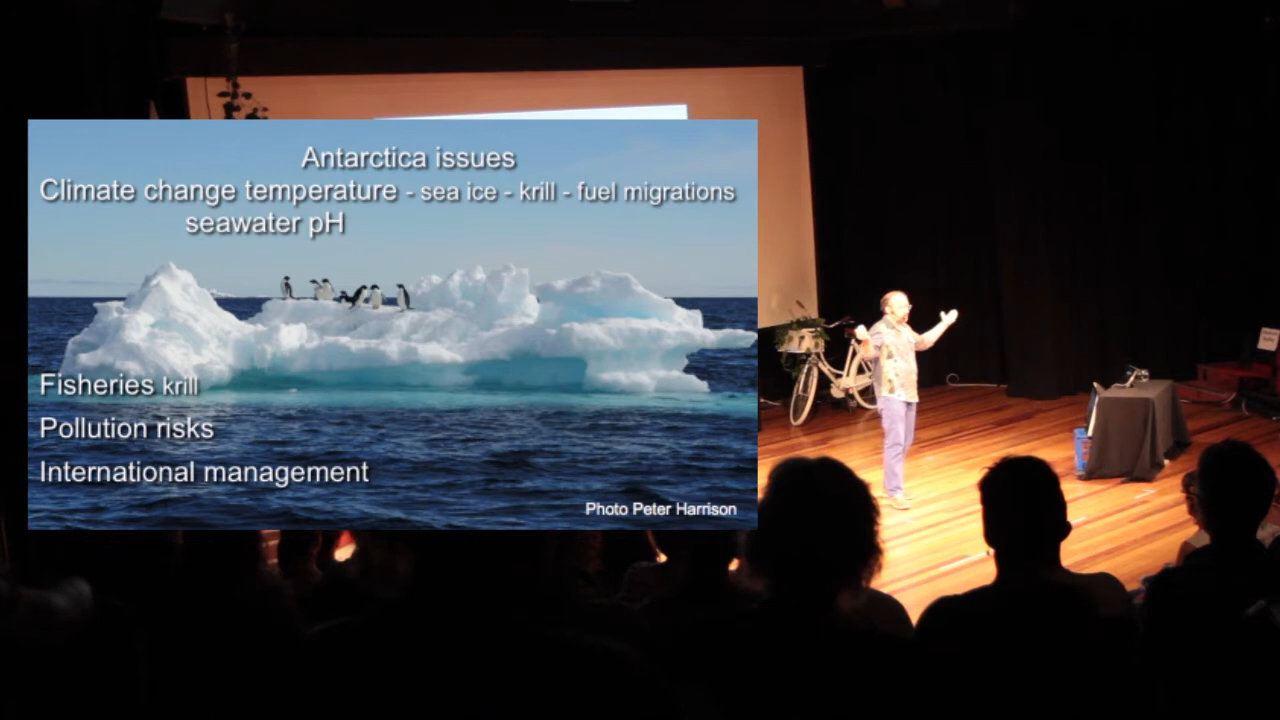 Antarctica issues
Climate change temperature - sea ice - krill - fuel migrations
seawater pH
Fisheries krill
Pollution risks
International management
Photo Peter Harrison